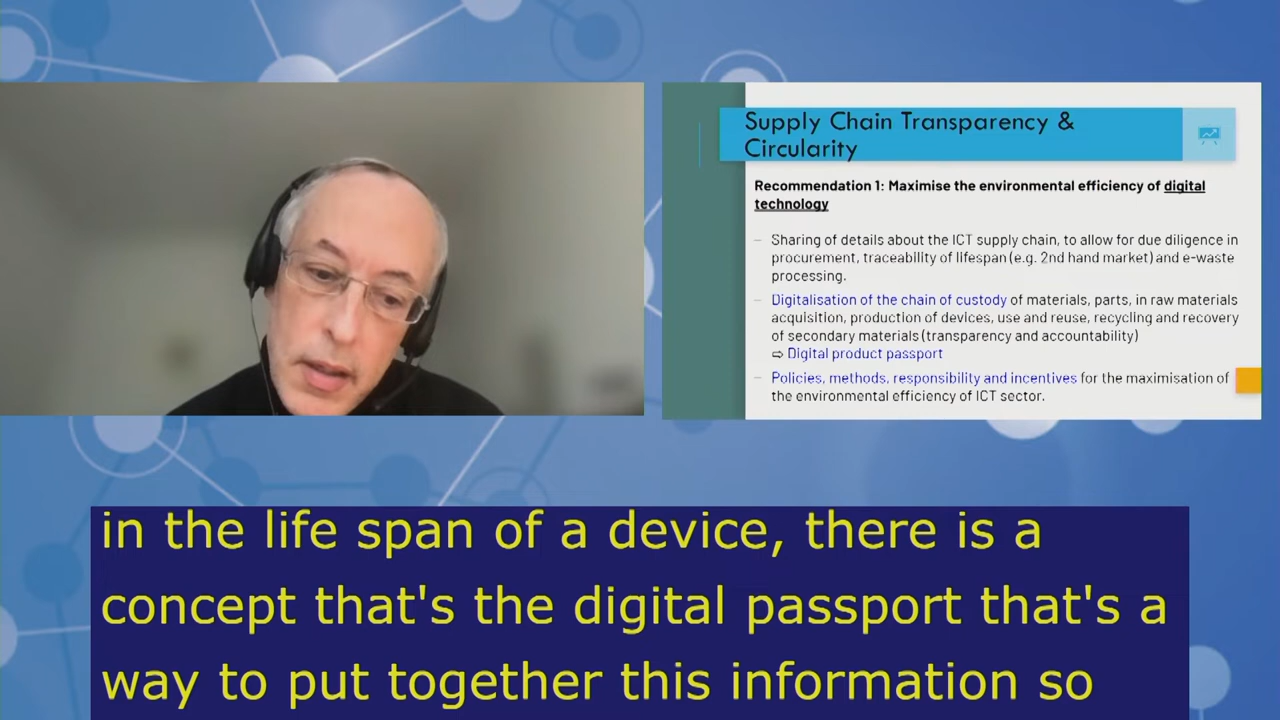 Supply Chain Transparency &
Circularity
Recommendation 1: Maximise the environmental efficiency of digital
technology
– Sharing of details about the ICT supply chain, to allow for due diligence in
procurement, traceability of lifespan (e.g. 2nd hand market) and e-waste
processing.
– Digitalisation of the chain of custody of materials, parts, in raw materials
acquisition, production of devices, use and reuse, recycling and recovery
of secondary materials (transparency and accountability)
⇨ Digital product passport
– Policies, methods, responsibility and incentives for the maximisation of
the environmental efficiency of ICT sector.
in the life span of a device, there is a
concept that's the digital passport that's a
way to put together this information so